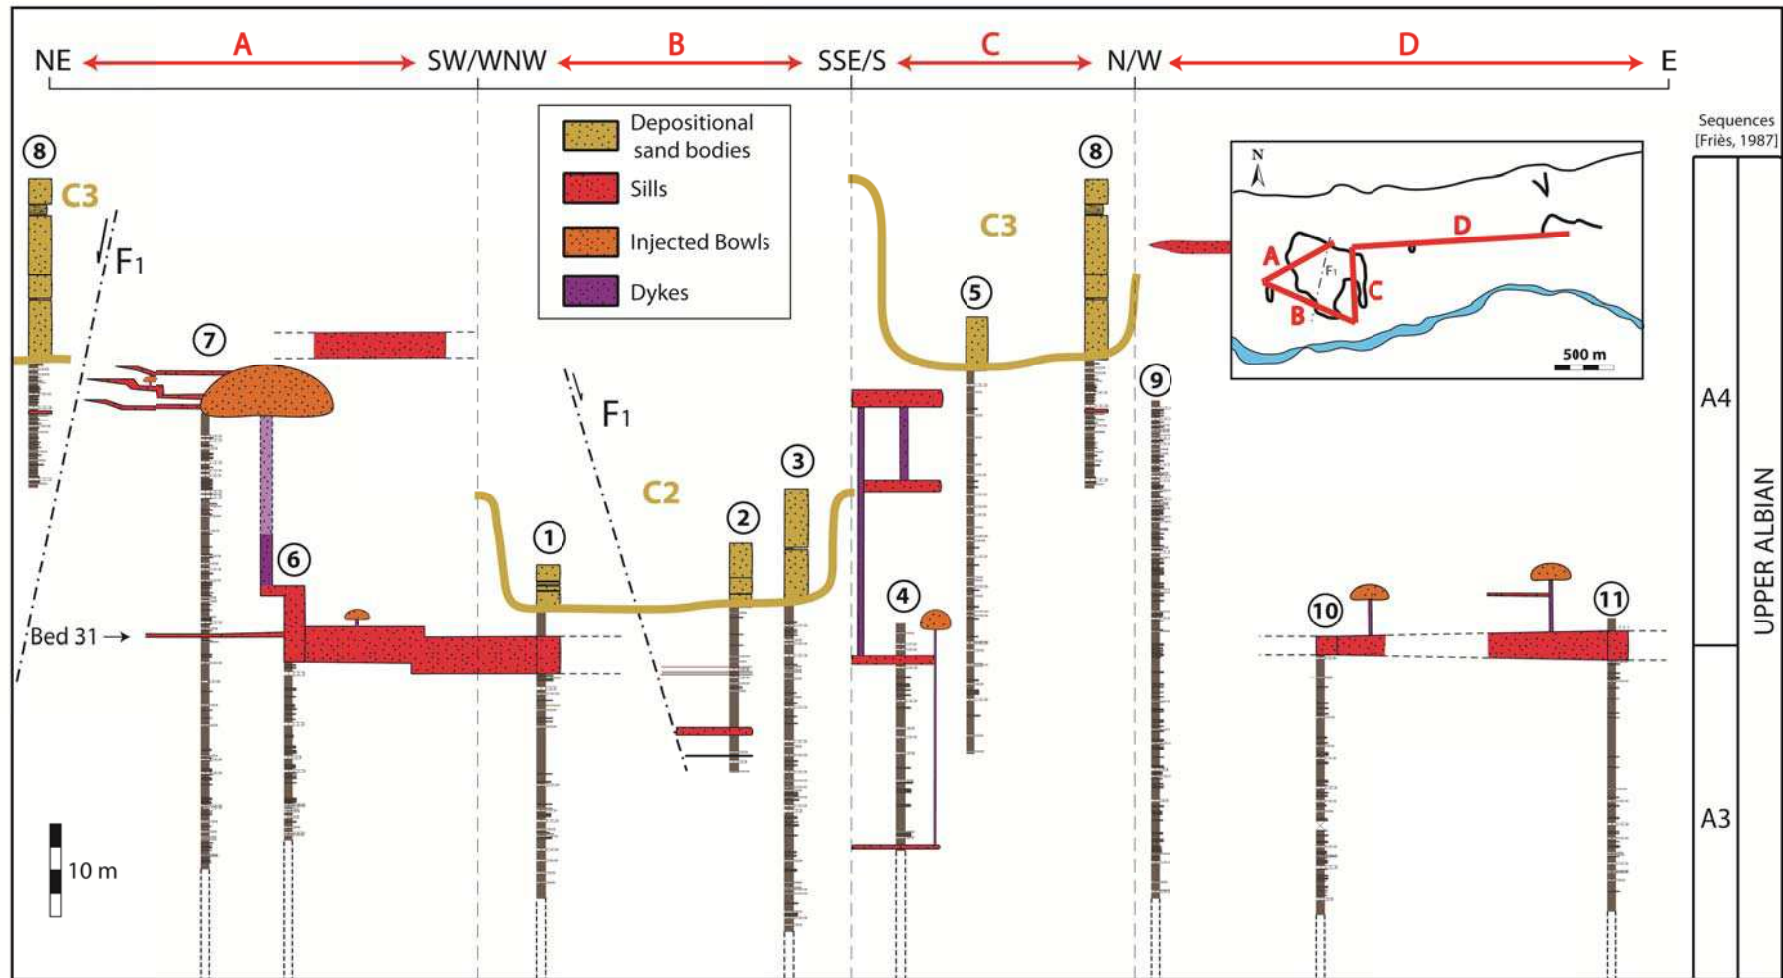 A
B
C
D
NE
SW/WNW
SSE/S
N/W
E
Depositional
sand bodies
Sills
Injected Bowls
Dykes
Sequences
[Friès, 1987]
8
C3
F1
7
6
Bed 31
10 m
1
F1
C2
2
3
C3
5
8
4
9
N
A
F1
B
C
D
500 m
10
11
A4
A3
UPPER ALBIAN